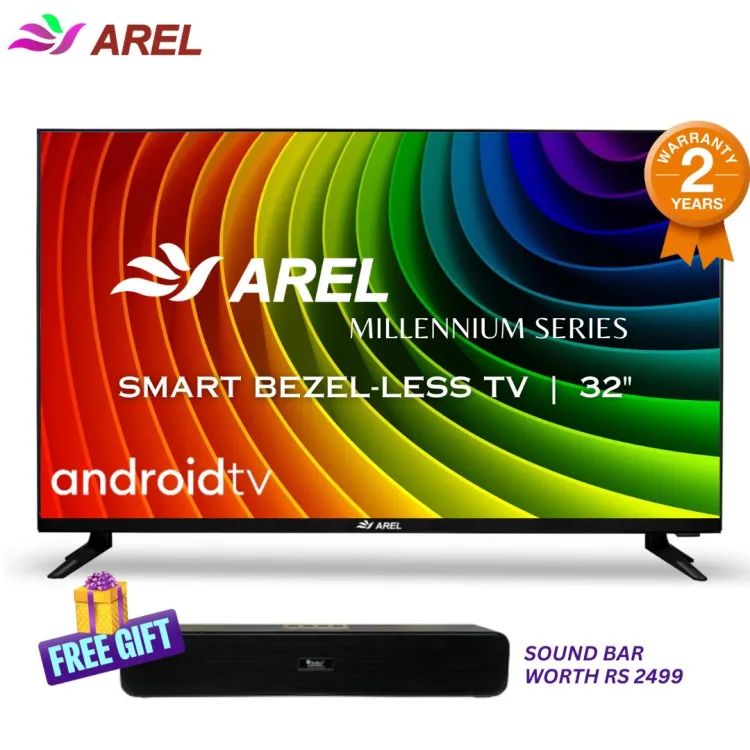 AREL
WARRANTY
2
YEARS*
AREL
MILLENNIUM SERIES
SMART BEZEL-LESS TV | 32"
androidtv
AREL
FREE GIFT
SOUND BAR
WORTH RS 2499